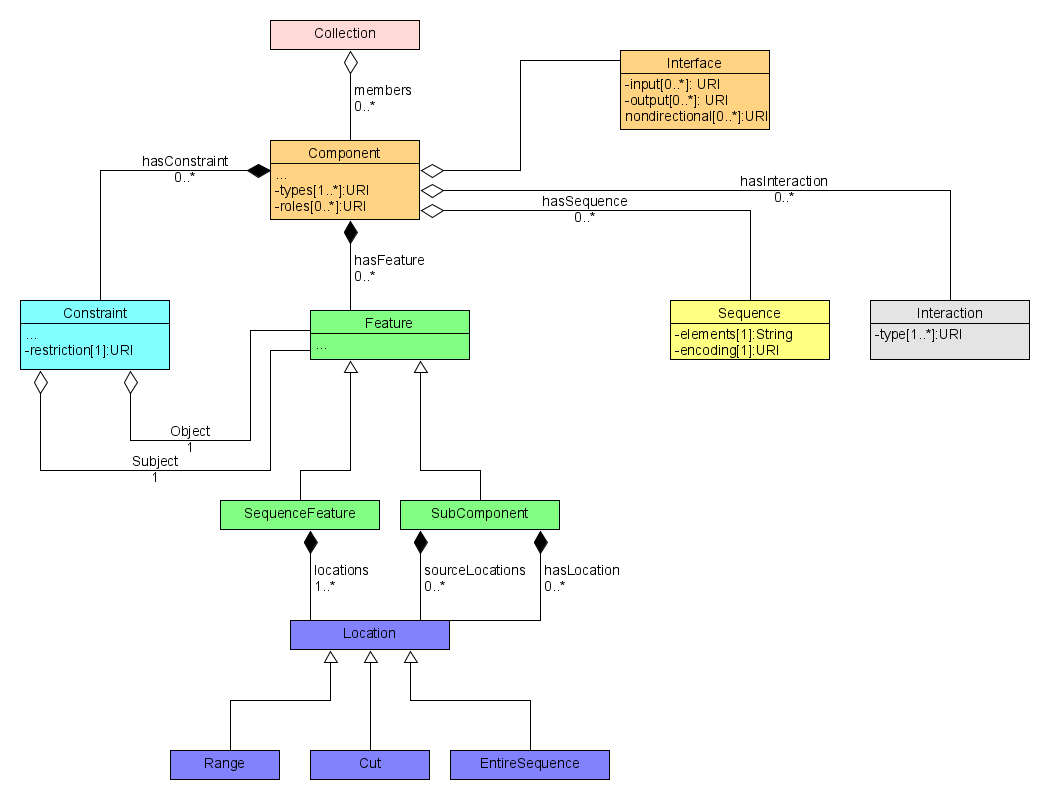 Collection
members
0..*
Interface
-input[0..*]: URI
-output[0..*]: URI
nondirectional[0..*]:URI
Component
...
-types[1..*]:URI
-roles[0..*]:URI
hasConstraint
0..*
hasInteraction
0..*
hasSequence
0..*
hasFeature
0..*
Constraint
...
-restriction[1]:URI
Feature
...
Sequence
-elements[1]:String
-encoding[1]:URI
Interaction
-type[1..*]:URI
Object
1
Subject
1
SequenceFeature
SubComponent
locations
1..*
sourceLocations
0..*
hasLocation
0..*
Location
Range
Cut
EntireSequence